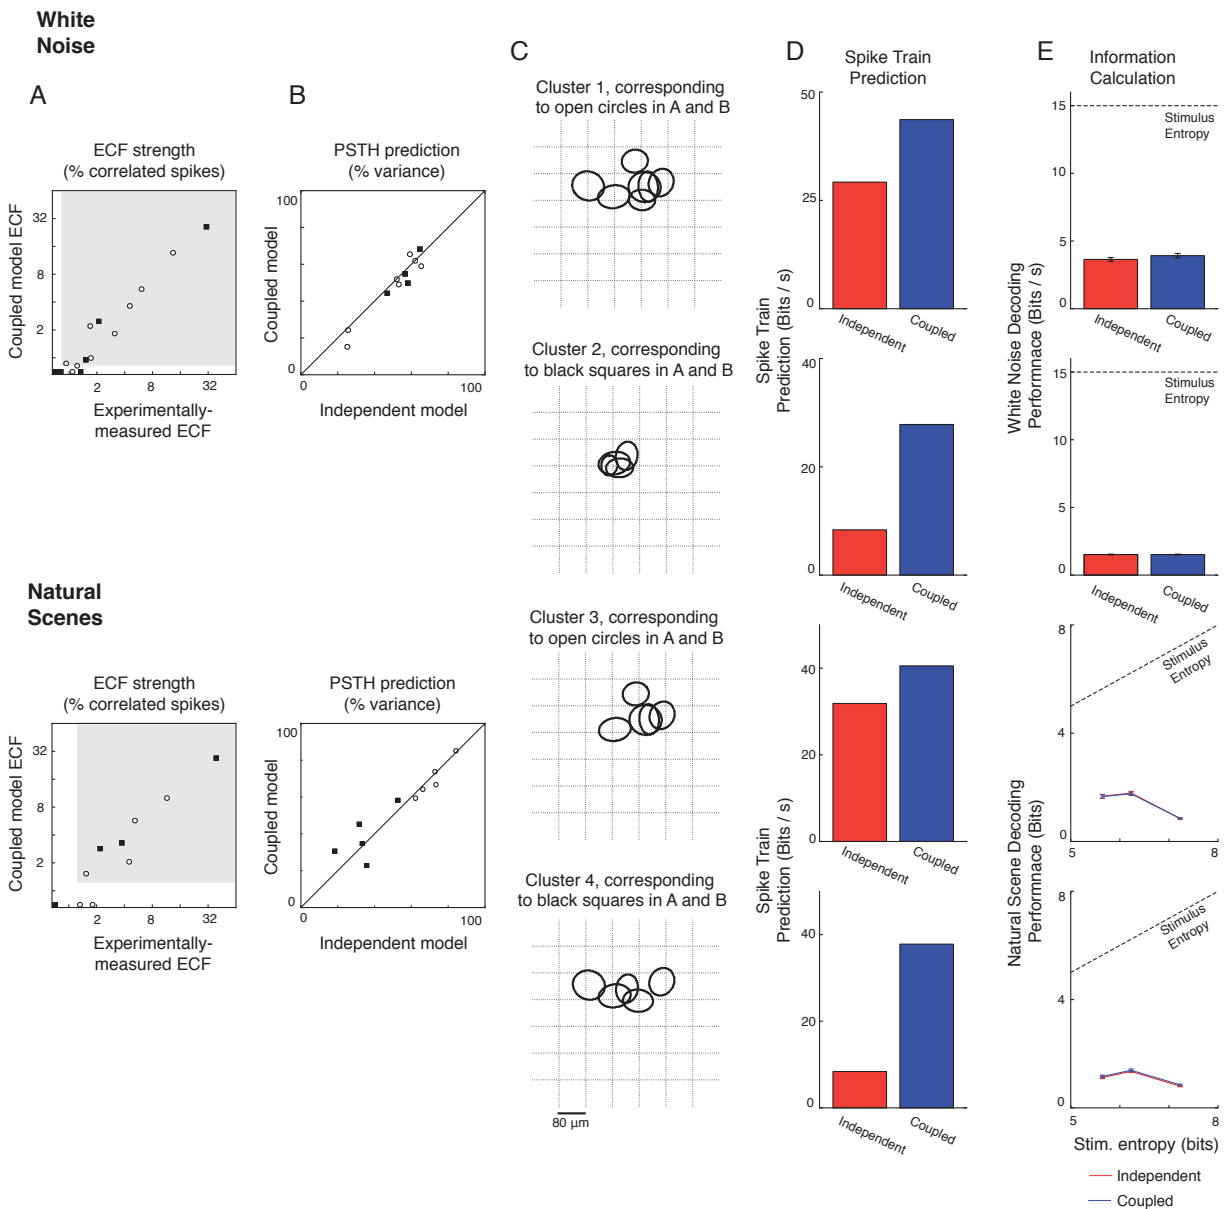 White
Noise
A
ECF strength
(% correlated spikes)
Coupled model ECF
32
8
2
2
8
32
Experimentally-
measured ECF
B
PSTH prediction
(% variance)
Coupled model
100
0
0
100
Independent model
C
Cluster 1, corresponding
to open circles in A and B
Cluster 2, corresponding
to black squares in A and B
D
Spike Train
Prediction
50
25
0
Independent
Coupled
Spike Train
Prediction (Bits / s)
40
20
0
Independent
Coupled
E
Information
Calculation
15
10
5
0
Stimulus
Entropy
Independent
Coupled
White Noise Decoding
Performnace (Bits / s)
15
10
15
0
Stimulus
Entropy
Independent
Coupled
Natural
Scenes
ECF strength
(% correlated spikes)
Coupled model ECF
32
8
2
2
8
32
Experimentally-
measured ECF
PSTH prediction
(% variance)
Coupled model
100
0
0
100
Independent model
Cluster 3, corresponding
to open circles in A and B
Cluster 4, corresponding
to black squares in A and B
80 µm
40
20
0
Independent
Coupled
Spike Train
Prediction (Bits / s)
40
20
0
Independent
Coupled
8
4
0
5
8
Stimulus
Entropy
Natural Scene Decoding
Performnace (Bits)
8
4
0
5
8
Stimulus
Entropy
Stim. entropy (bits)
Independent
Coupled